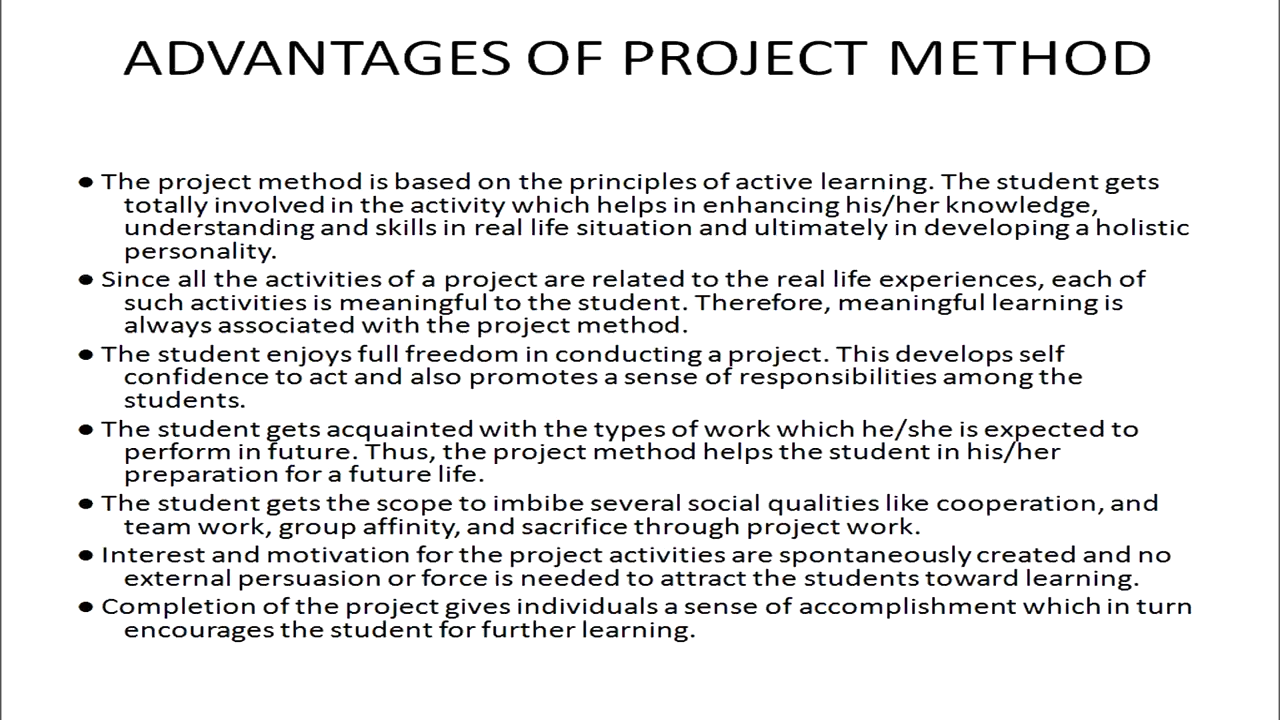 ADVANTAGES OF PROJECT METHOD
● The project method is based on the principles of active learning. The student gets
totally involved in the activity which helps in enhancing his/her knowledge,
understanding and skills in real life situation and ultimately in developing a holistic
personality.
● Since all the activities of a project are related to the real life experiences, each of
such activities is meaningful to the student. Therefore, meaningful learning is
always associated with the project method.
● The student enjoys full freedom in conducting a project. This develops self
confidence to act and also promotes a sense of responsibilities among the
students.
● The student gets acquainted with the types of work which he/she is expected to
perform in future. Thus, the project method helps the student in his/her
preparation for a future life.
● The student gets the scope to imbibe several social qualities like cooperation, and
team work, group affinity, and sacrifice through project work.
● Interest and motivation for the project activities are spontaneously created and no
external persuasion or force is needed to attract the students toward learning.
● Completion of the project gives individuals a sense of accomplishment which in turn
encourages the student for further learning.